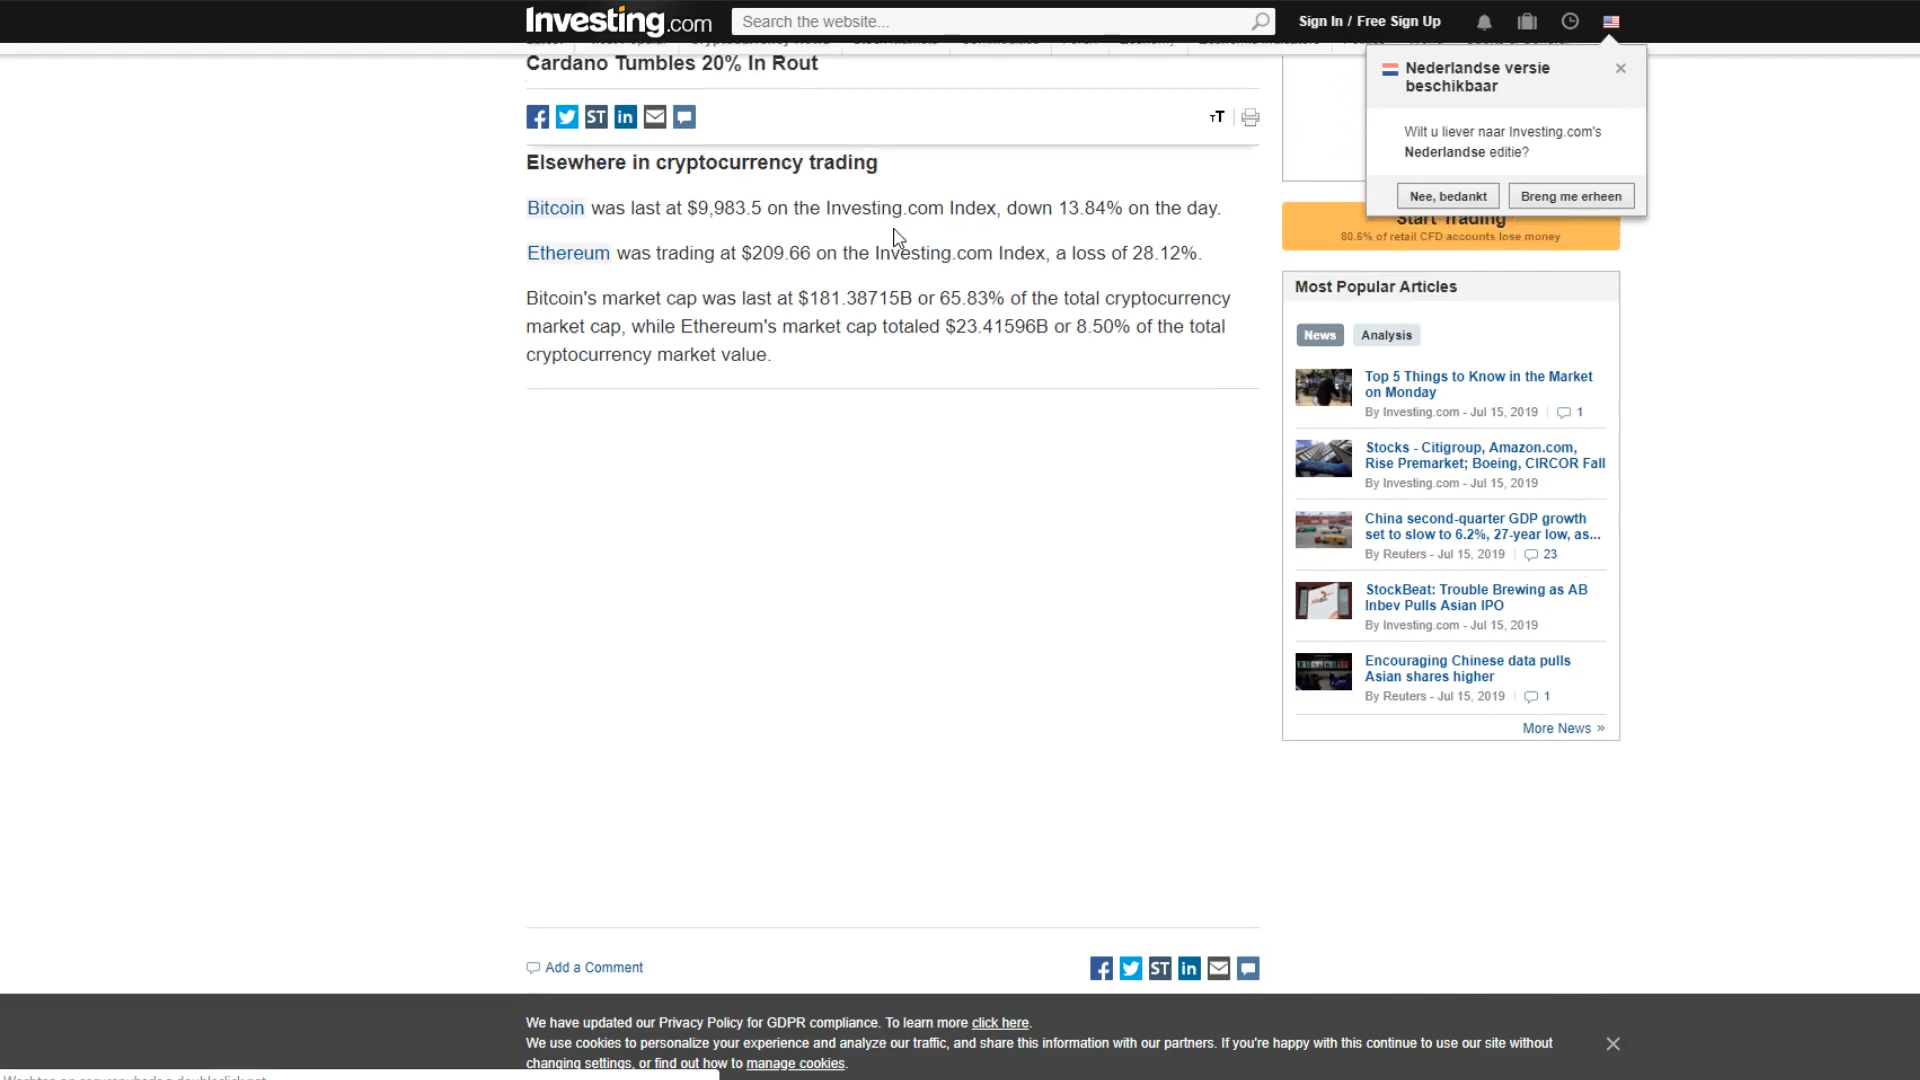 Investing.com
Search the website...
Sign In / Free Sign Up
Cardano Tumbles 20% In Rout
Nederlandse versie
beschikbaar
Wilt u liever naar Investing.com's
Nederlandse editie?
Nee, bedankt
Breng me erheen
ST
TT
Elsewhere in cryptocurrency trading
Bitcoin was last at $9,983.5 on the Investing.com Index, down 13.84% on the day.
Ethereum was trading at $209.66 on the Investing.com Index, a loss of 28.12%.
Bitcoin's market cap was last at $181.38715B or 65.83% of the total cryptocurrency
market cap, while Ethereum's market cap totaled $23.41596B or 8.50% of the total
cryptocurrency market value.
Start Trading
80.6% of retail CFD accounts lose money
Most Popular Articles
News
Analysis
Top 5 Things to Know in the Market
on Monday
By Investing.com - Jul 15, 2019 1
Stocks - Citigroup, Amazon.com,
Rise Premarket; Boeing, CIRCOR Fall
By Investing.com - Jul 15, 2019
China second-quarter GDP growth
set to slow to 6.2%, 27-year low, as...
By Reuters - Jul 15, 2019 23
StockBeat: Trouble Brewing as AB
Inbev Pulls Asian IPO
By Investing.com - Jul 15, 2019
Encouraging Chinese data pulls
Asian shares higher
By Reuters - Jul 15, 2019 1
More News »
Add a Comment
ST
We have updated our Privacy Policy for GDPR compliance. To learn more click here.
We use cookies to personalize your experience and analyze our traffic, and share this information with our partners. If you're happy with this continue to use our site without
changing settings, or find out how to manage cookies.